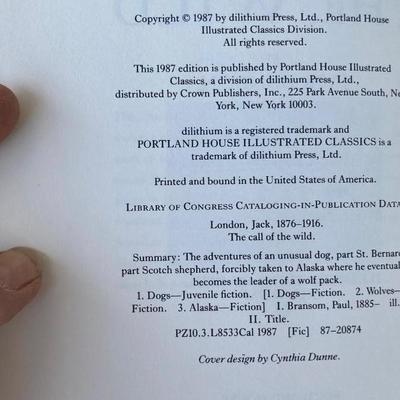 Copyright © 1987 by dilithium Press, Ltd., Portland House
Illustrated Classics Division.
All rights reserved.
This 1987 edition is published by Portland House Illustrated
Classics, a division of dilithium Press, Ltd.,
distributed by Crown Publishers, Inc., 225 Park Avenue South, Ne
York, New York 10003.
dilithium is a registered trademark and
PORTLAND HOUSE ILLUSTRATED CLASSICS is a
trademark of dilithium Press, Ltd.
Printed and bound in the United States of America.
LIBRARY OF CONGRESS CATALOGING-IN-PUBLICATION DATA
London, Jack, 1876–1916.
The call of the wild.
Summary: The adventures of an unusual dog, part St. Bernard
part Scotch shepherd, forcibly taken to Alaska where he eventual
becomes the leader of a wolf pack.
1. Dogs—Juvenile fiction. [1. Dogs—Fiction. 2. Wolves—
Fiction. 3. Alaska—Fiction] I. Bransom, Paul, 1885– ill.
II. Title.
PZ10.3.L8533Cal 1987 [Fic] 87-20874
Cover design by Cynthia Dunne.